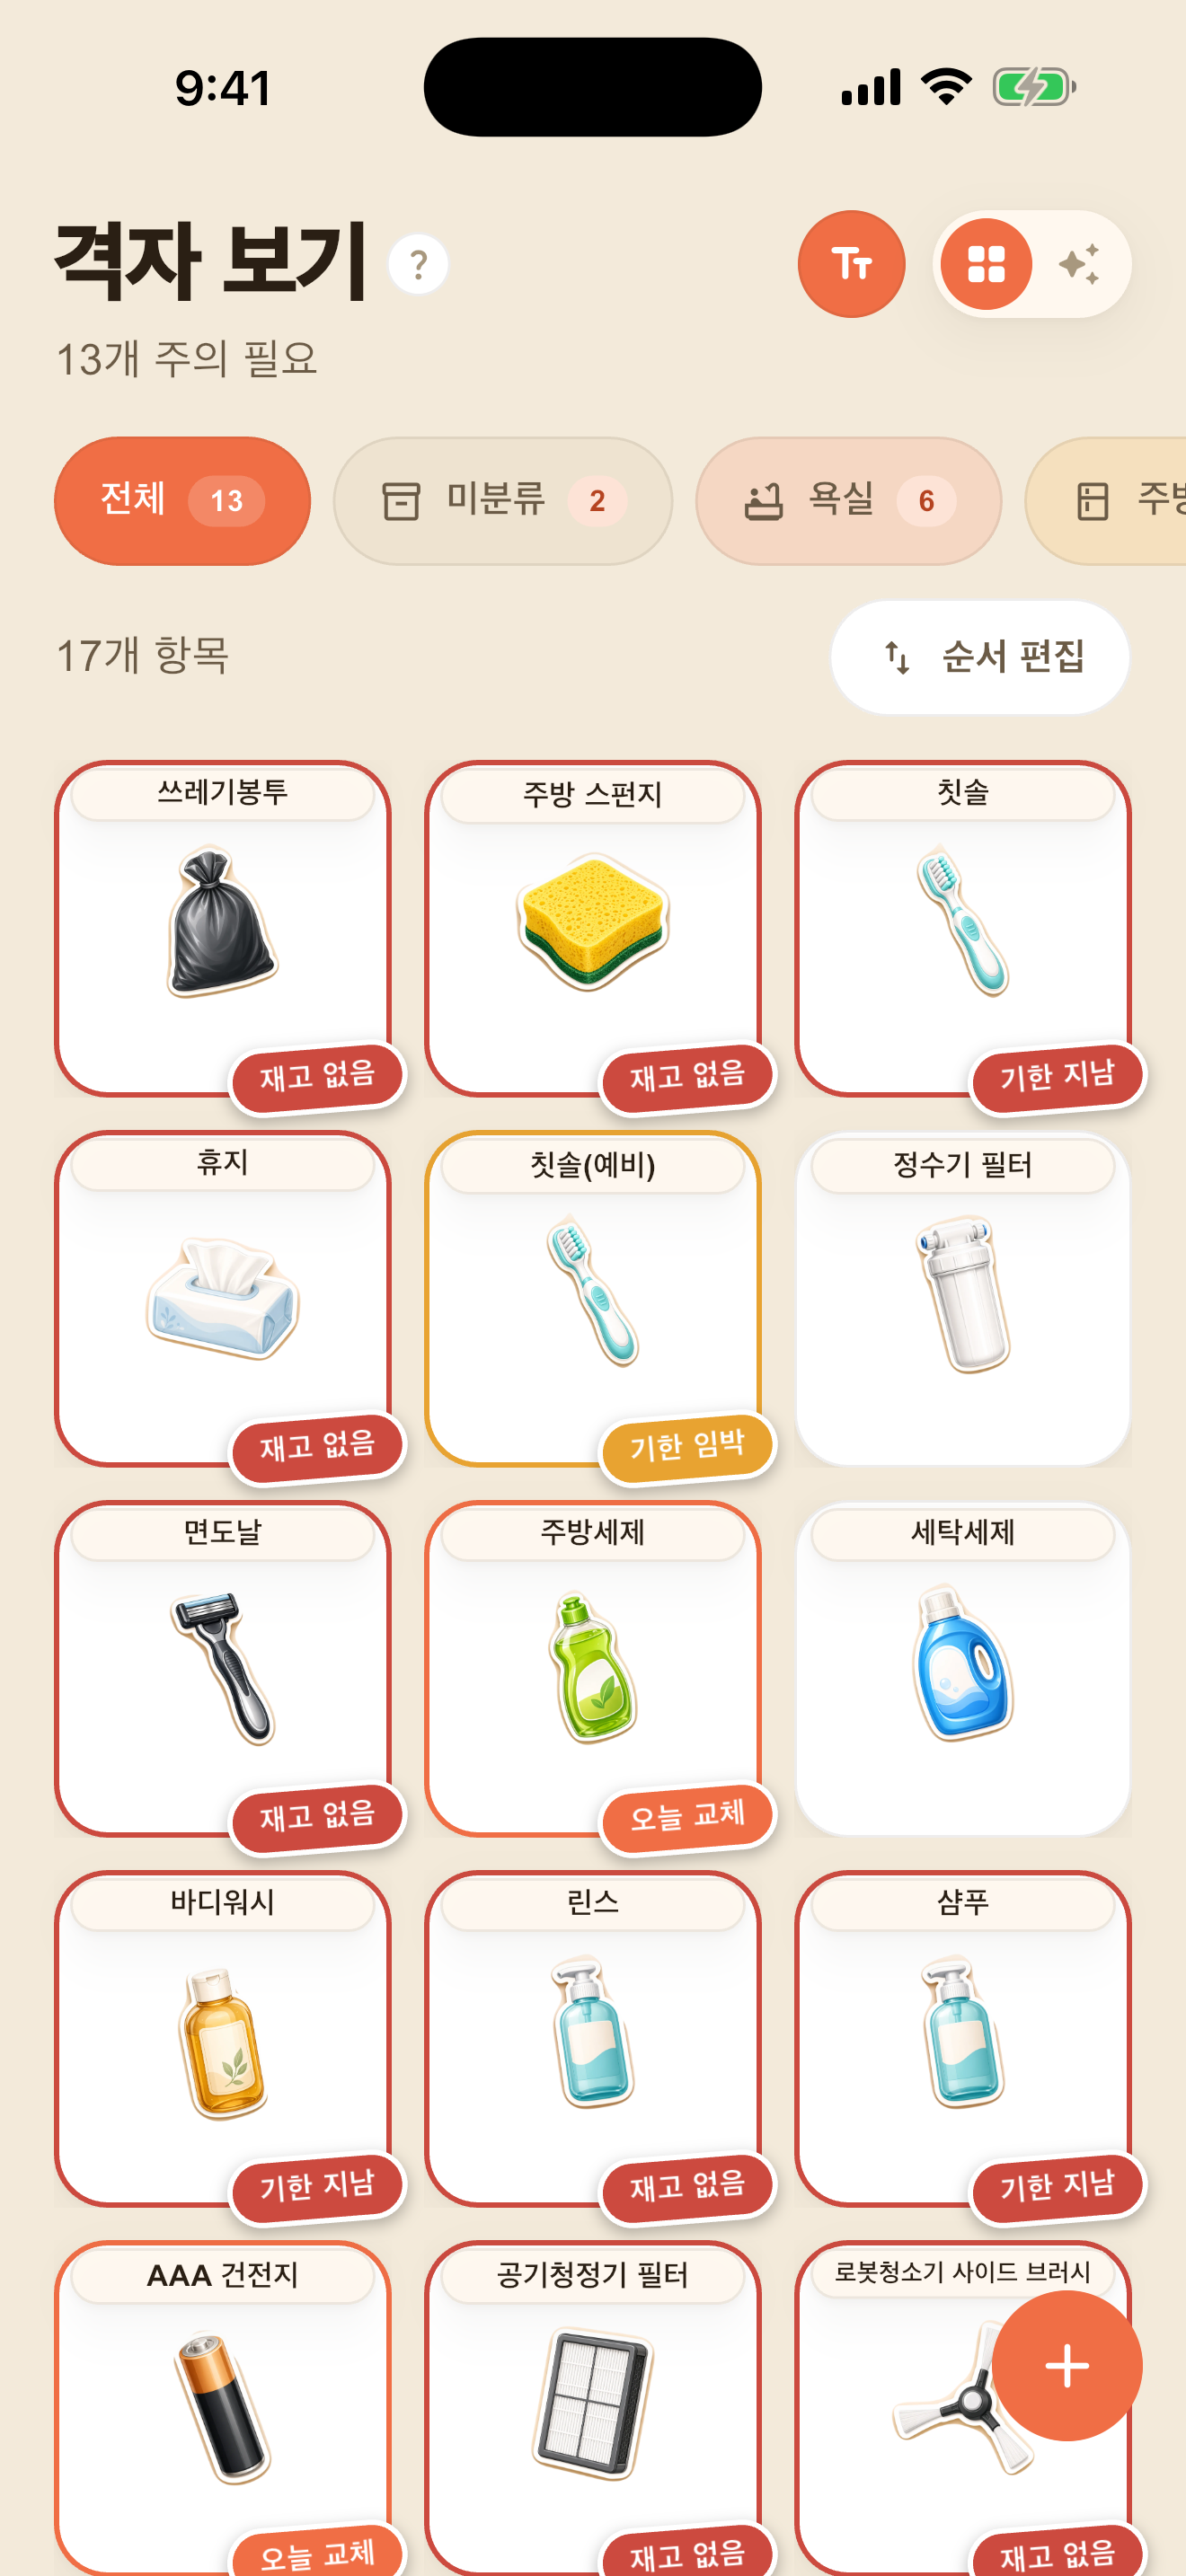 9:41
격자 보기 ?
13개 주의 필요
전체 13 미분류 2 욕실 6
17개 항목 순서 편집
쓰레기봉투 주방 스펀지 칫솔
재고 없음 재고 없음 기한 지남
휴지 칫솔(예비) 정수기 필터
재고 없음 기한 임박
면도날 주방세제 세탁세제
재고 없음 오늘 교체
바디워시 린스 샴푸
기한 지남 재고 없음 기한 지남
AAA 건전지 공기청정기 필터 로봇청소기 사이드 브러시
오늘 교체 재고 없음 재고 없음